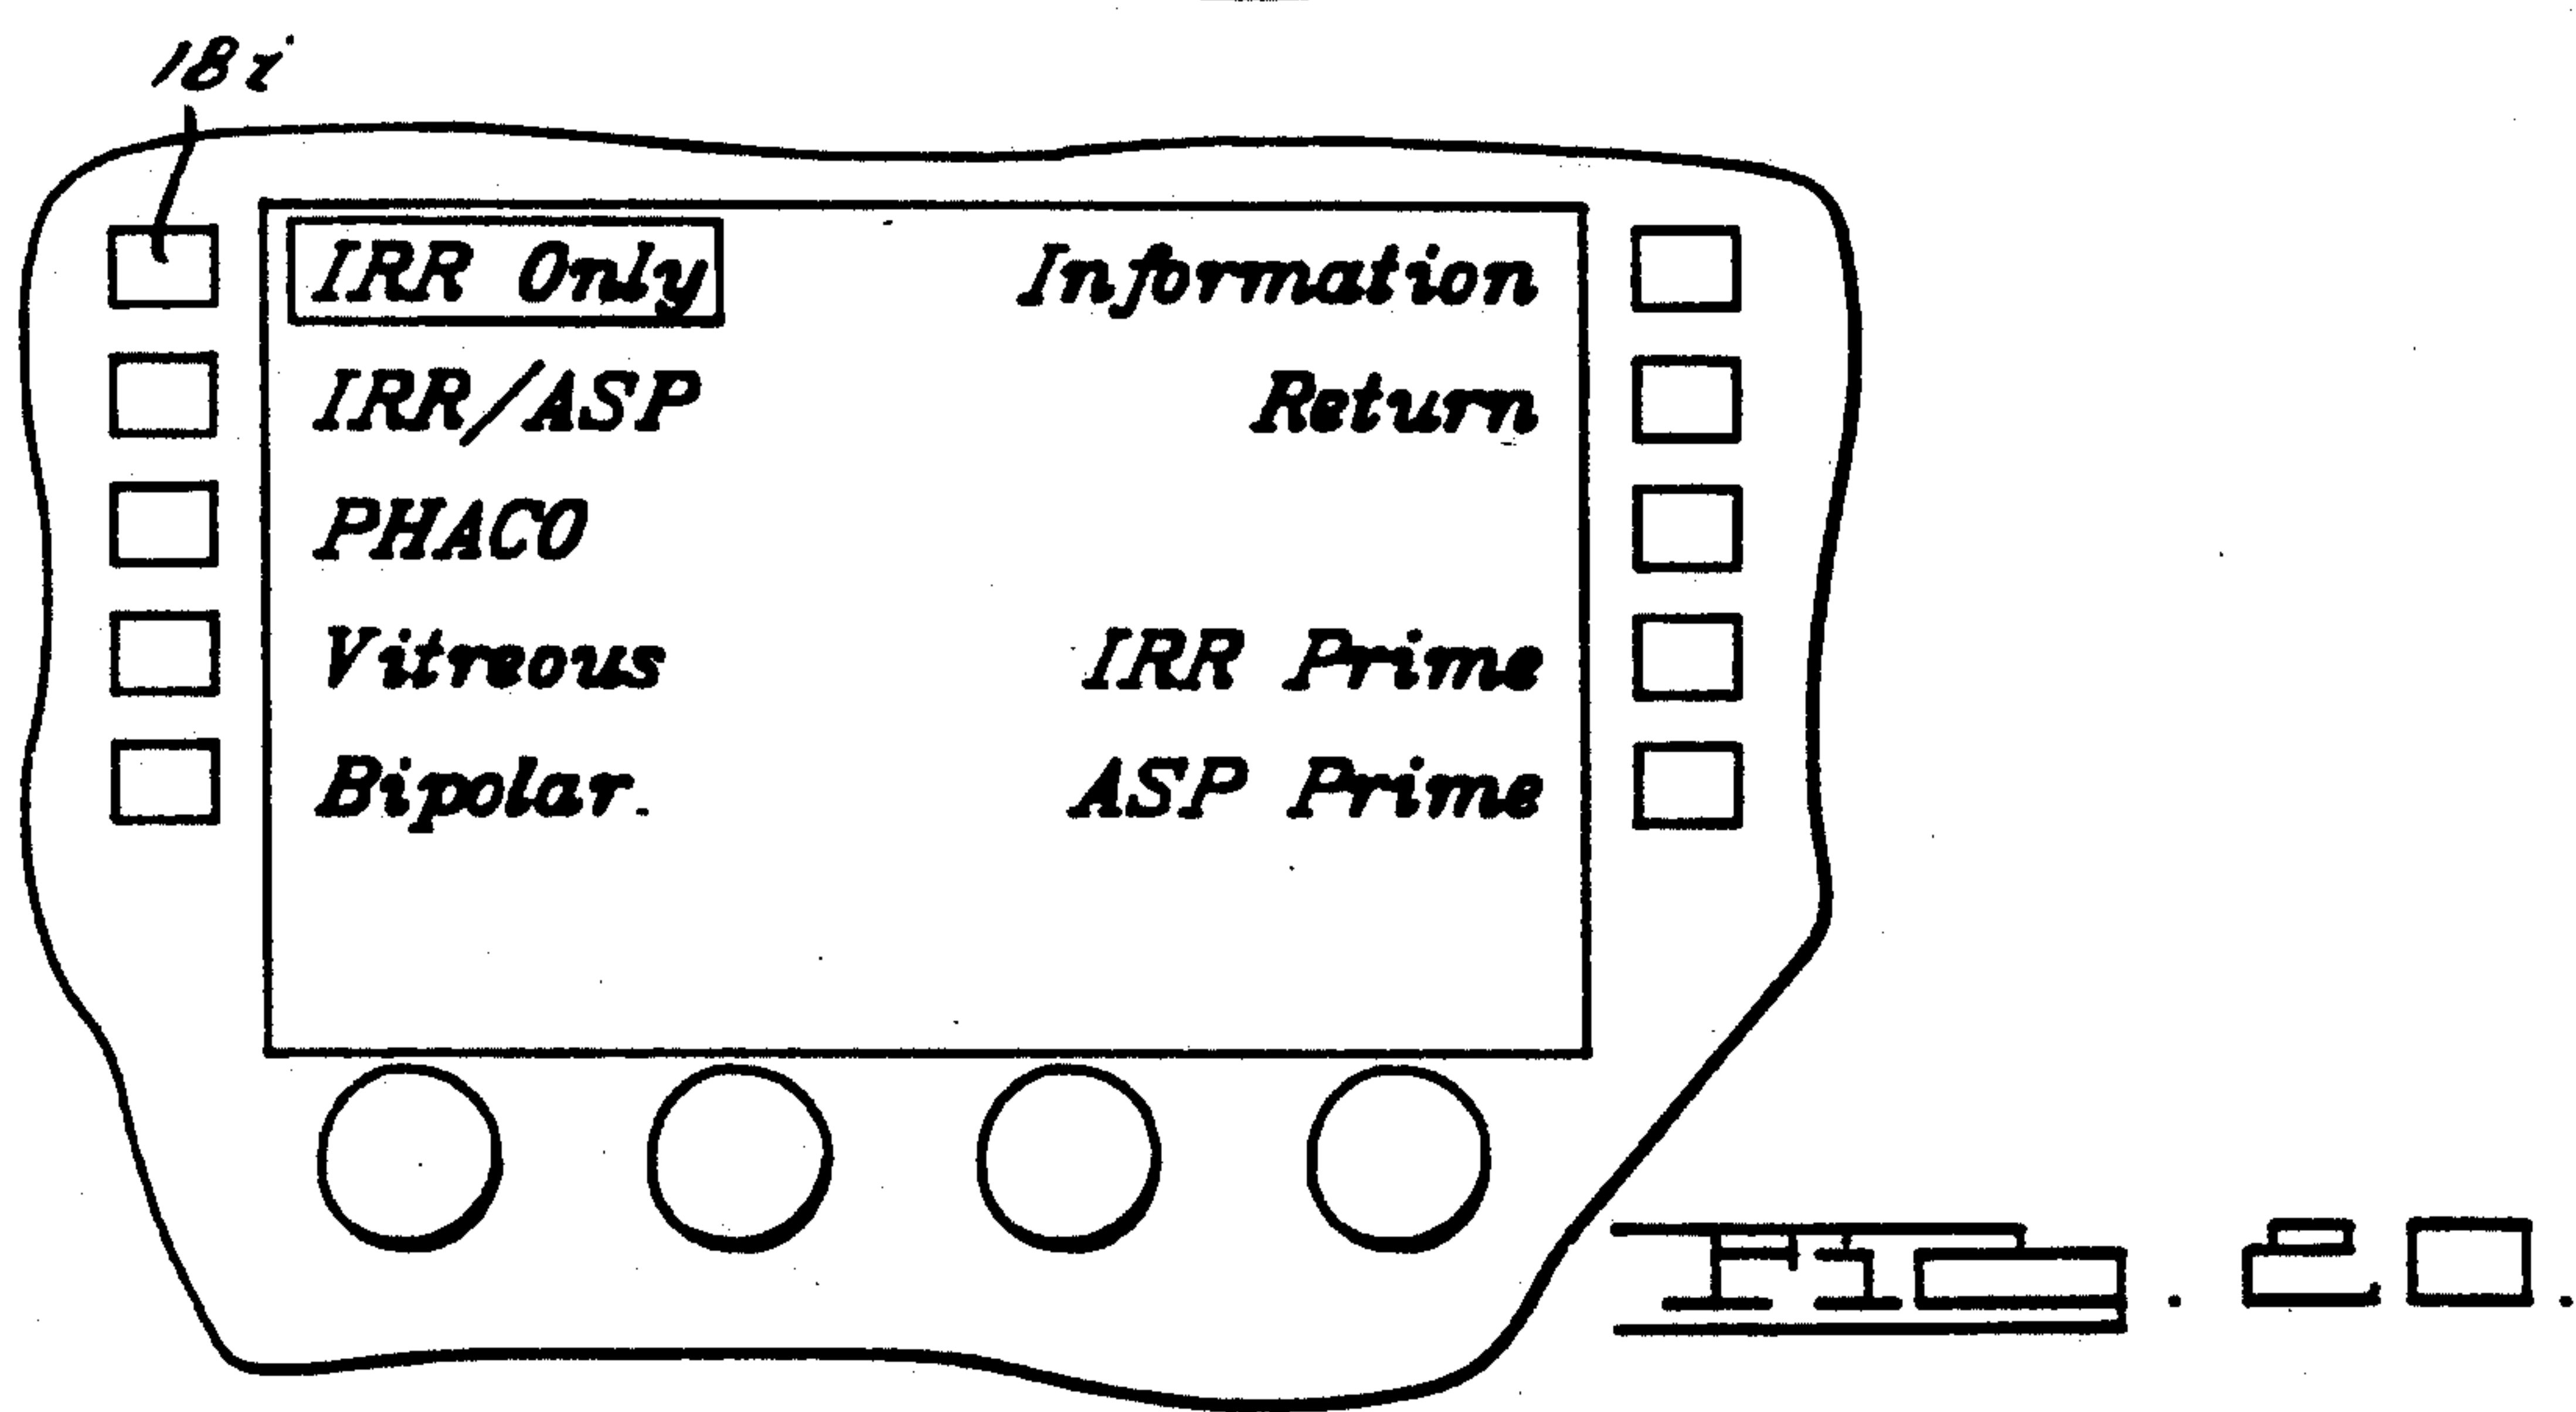 18i
IRR Only Information
IRR/ASP Return
PHACO
Vitreous IRR Prime
Bipolar. ASP Prime
FIG. 20.